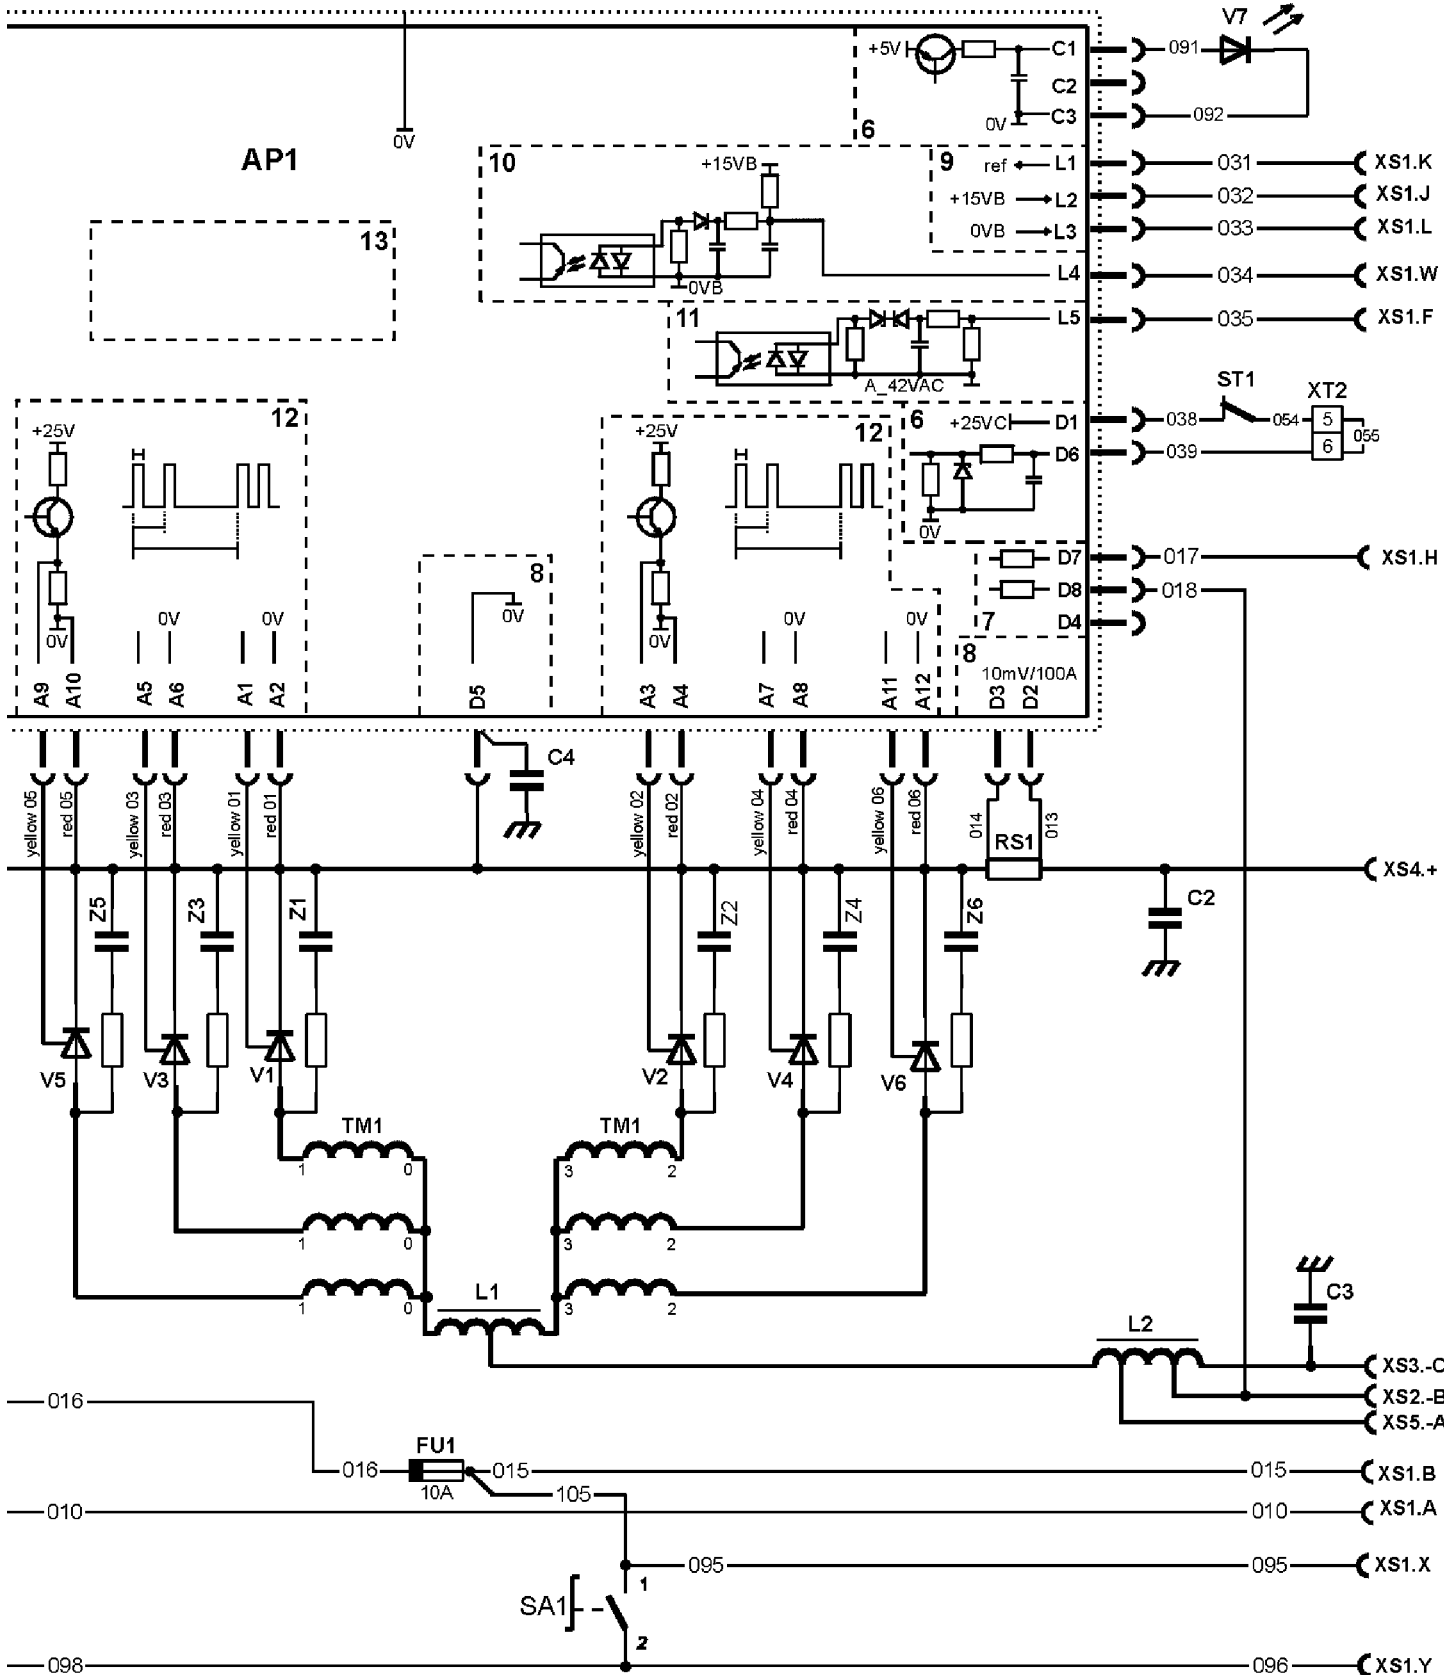 V7
+5V C1 091
C2
0V C3 092
6
0V
AP1
10 +15VB 9 ref L1 031 XS1.K
+15VB L2 032 XS1.J
13 0VB L3 033 XS1.L
0VB L4 034 XS1.W
11 L5 035 XS1.F
A_42VAC
ST1 XT2
12 12 6 +25VC D1 038 054 5 055
+25V +25V D6 039 6
0V
D7 017 XS1.H
8 D8 018
0V 0V 0V 0V 0V 0V 0V
7 D4
8
10mV/100A
A9 A10 A5 A6 A1 A2 D5 A3 A4 A7 A8 A11 A12 D3 D2
C4
yellow 05 red 05 yellow 03 red 03 yellow 01 red 01 yellow 02 red 02 yellow 04 red 04 yellow 06 red 06 014 013
RS1
XS4.+
Z5 Z3 Z1 Z2 Z4 Z6 C2
V5 V3 V1 V2 V4 V6
TM1 TM1
1 0 3 2
1 0 3 2
1 0 3 2
L1
C3
L2
XS3.-C
016 XS2.-B
XS5.-A
FU1
016 015 015 XS1.B
10A 105
010 010 XS1.A
095 095 XS1.X
1
SA1
2
098 096 XS1.Y